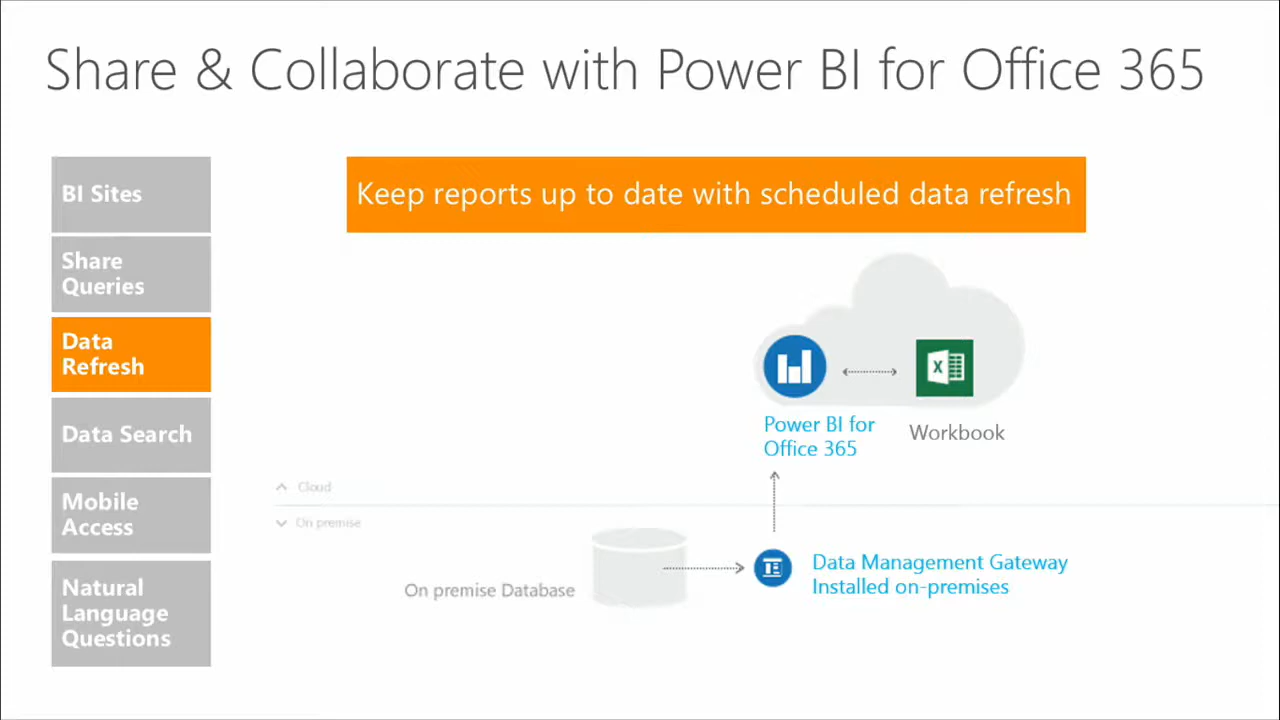 Share & Collaborate with Power BI for Office 365
BI Sites
Share
Queries
Data
Refresh
Data Search
Mobile
Access
Natural
Language
Questions
Keep reports up to date with scheduled data refresh
X
Power BI for
Office 365
Workbook
Cloud
On premise
On premise Database
Data Management Gateway
Installed on-premises